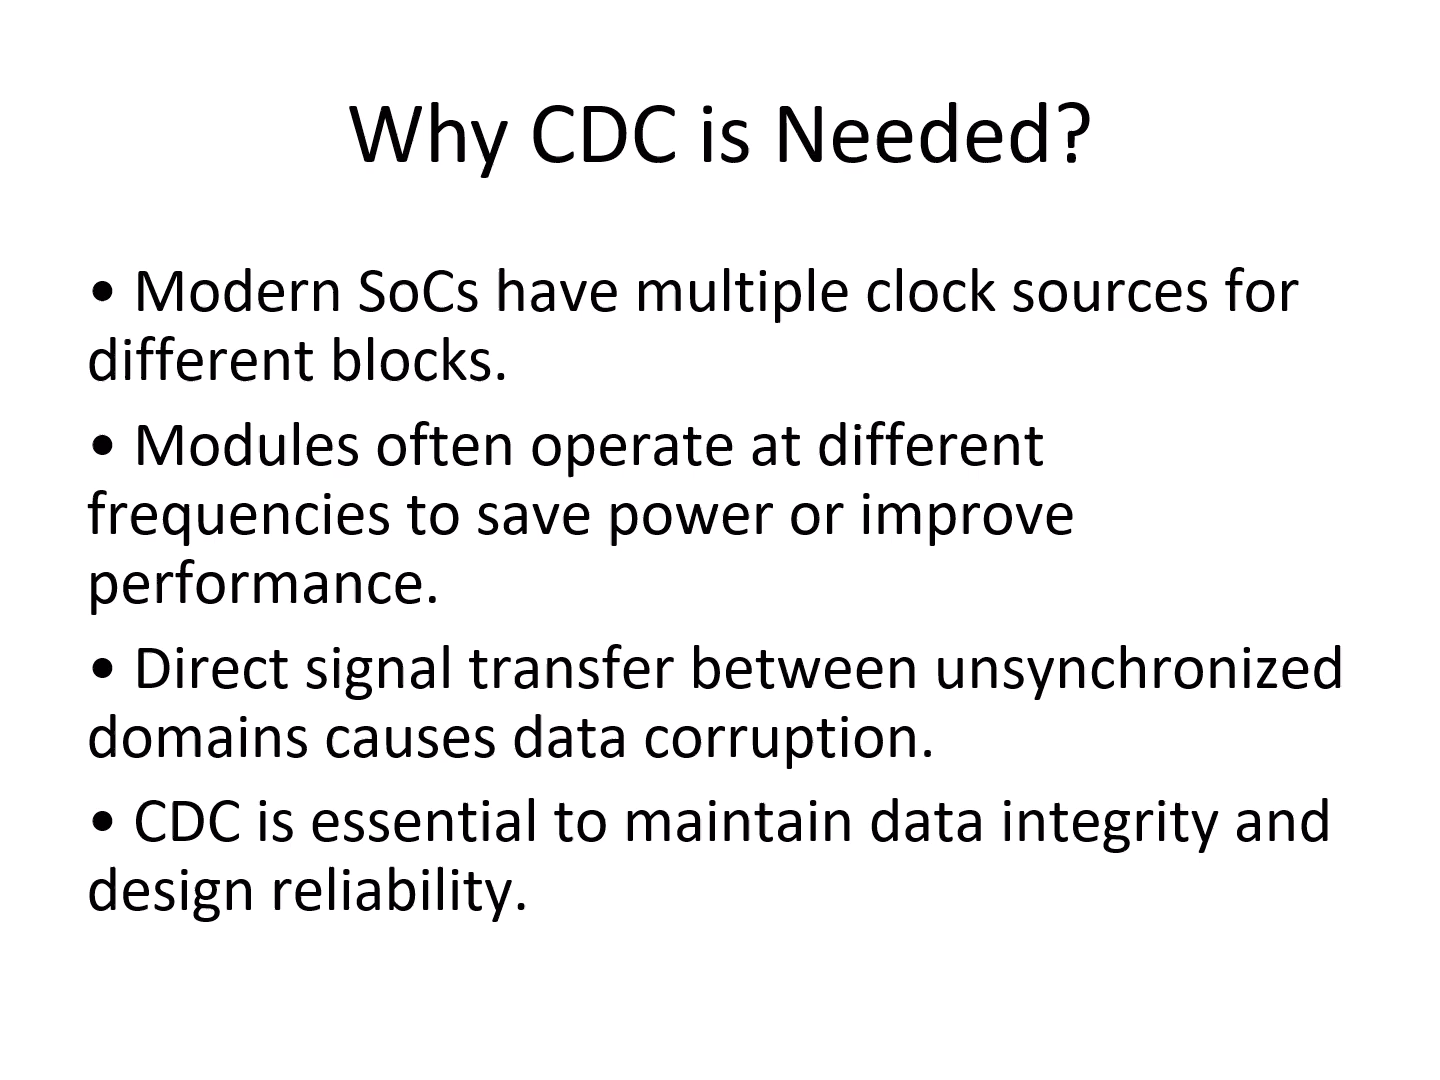 Why CDC is Needed?
• Modern SoCs have multiple clock sources for
different blocks.
• Modules often operate at different
frequencies to save power or improve
performance.
• Direct signal transfer between unsynchronized
domains causes data corruption.
• CDC is essential to maintain data integrity and
design reliability.